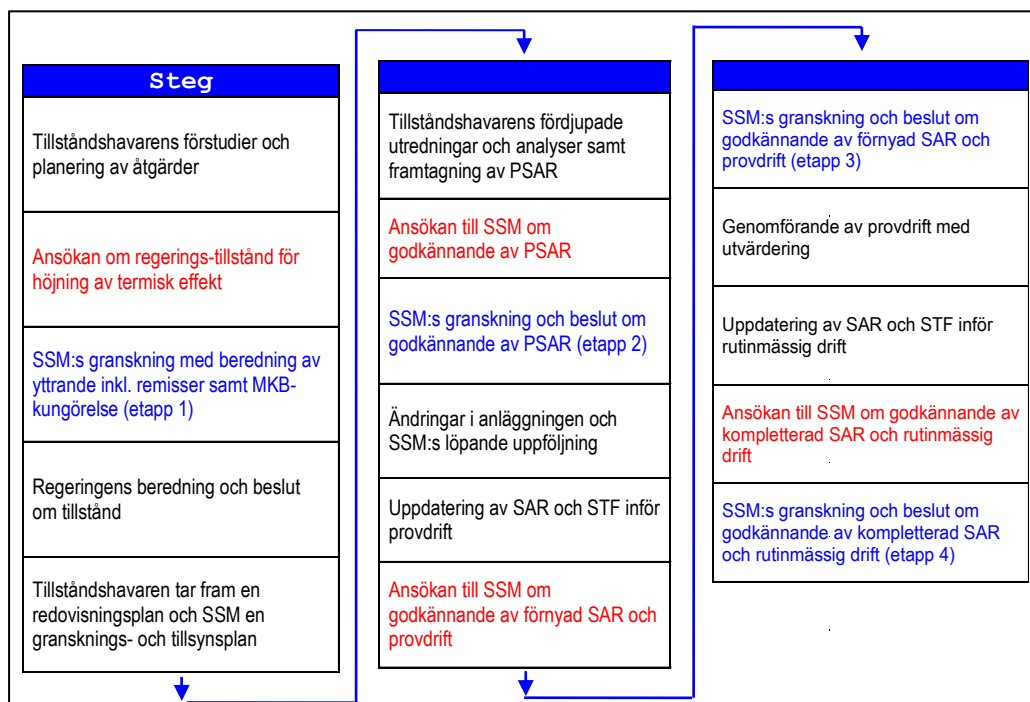 Steg
Tillståndshavarens förstudier och
planering av åtgärder
Ansökan om regerings-tillstånd för
höjning av termisk effekt
SSM:s granskning med beredning av
yttrande inkl. remisser samt MKB-
kungörelse (etapp 1)
Regeringens beredning och beslut
om tillstånd
Tillståndshavaren tar fram en
redovisningsplan och SSM en
gransknings- och tillsynsplan
Tillståndshavarens fördjupade
utredningar och analyser samt
framtagning av PSAR
Ansökan till SSM om
godkännande av PSAR
SSM:s granskning och beslut om
godkännande av PSAR (etapp 2)
Ändringar i anläggningen och
SSM:s löpande uppföljning
Uppdatering av SAR och STF inför
provdrift
Ansökan till SSM om
godkännande av förnyad SAR och
provdrift
SSM:s granskning och beslut om
godkännande av förnyad SAR och
provdrift (etapp 3)
Genomförande av provdrift med
utvärdering
Uppdatering av SAR och STF inför
rutinmässig drift
Ansökan till SSM om godkännande av
kompletterad SAR och rutinmässig
drift
SSM:s granskning och beslut om
godkännande av kompletterad SAR
och rutinmässig drift (etapp 4)